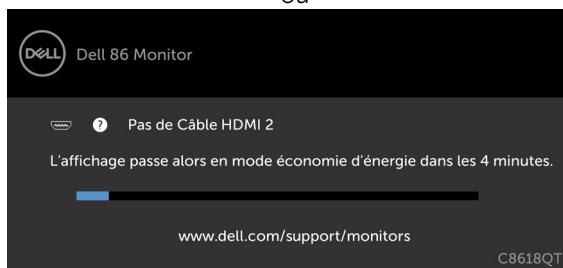 ou
DELL Dell 86 Monitor
? Pas de Câble HDMI 2
L'affichage passe alors en mode économie d'énergie dans les 4 minutes.
www.dell.com/support/monitors
C8618QT